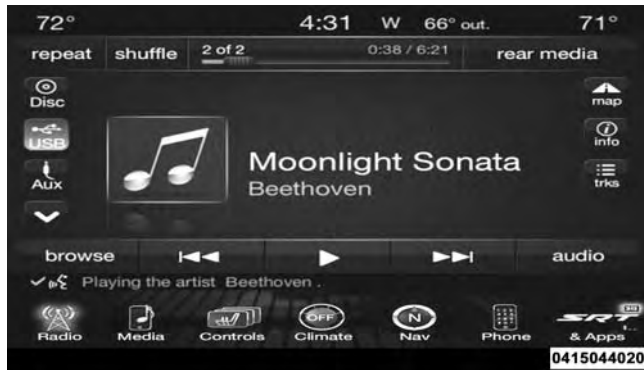 72° 4:31 W 66° out. 71°
repeat shuffle 2 of 2 0:38 / 6:21 rear media
Disc map
USB info
Moonlight Sonata
Aux trks
Beethoven
browse audio
Playing the artist Beethoven .
OFF N
Radio Media Controls Climate Nav Phone SRT & Apps
0415044020